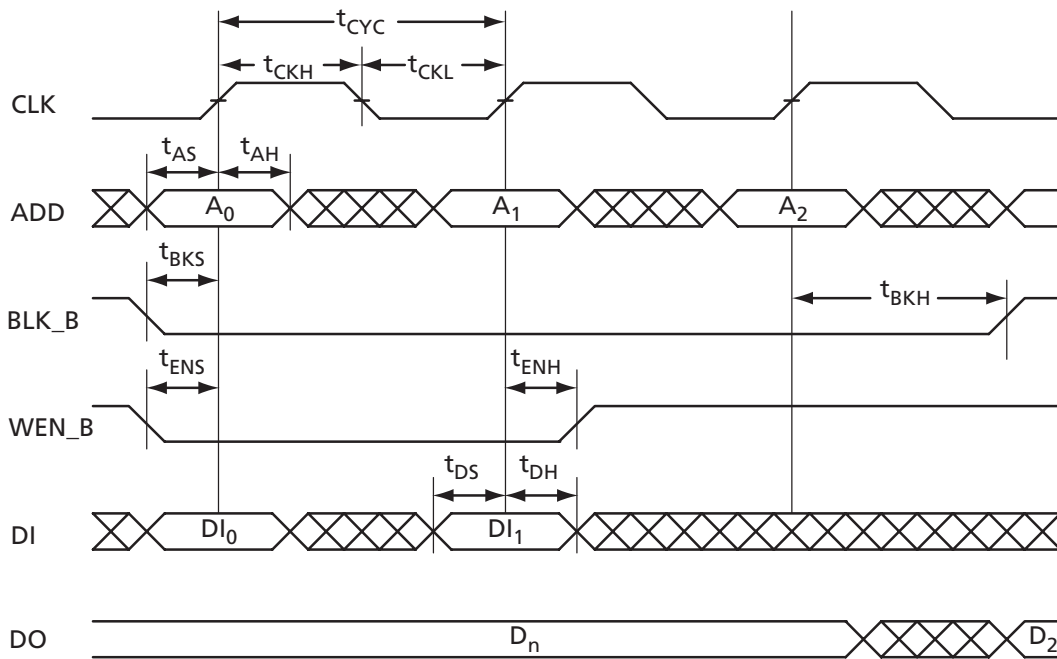 tCYC
tCKH tCKL
CLK
tAS tAH
ADD A0 A1 A2
tBKS
BLK_B tBKH
tENS tENH
WEN_B
tDS tDH
DI DI0 DI1
DO Dn D2